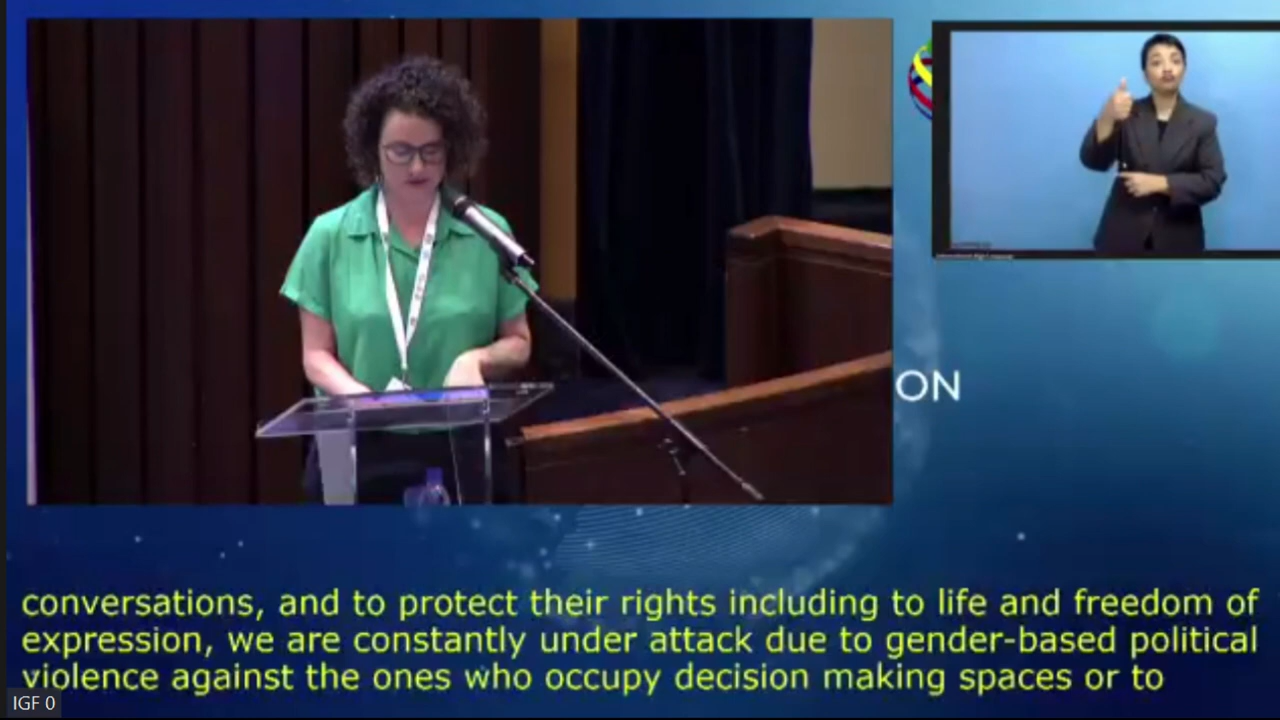 ON
conversations, and to protect their rights including to life and freedom of
expression, we are constantly under attack due to gender-based political
violence against the ones who occupy decision making spaces or to
IGF 0